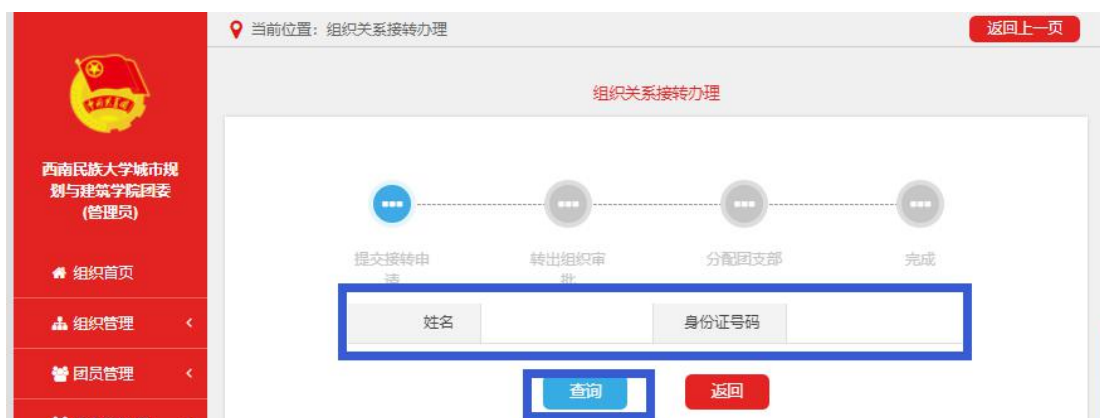 当前位置：组织关系接转办理
返回上一页
组织关系接转办理
西南民族大学城市规
划与建筑学院团委
(管理员)
组织首页
组织管理
团员管理
提交接转申
请
转出组织审
批
分配团支部
完成
姓名
身份证号码
查询
返回